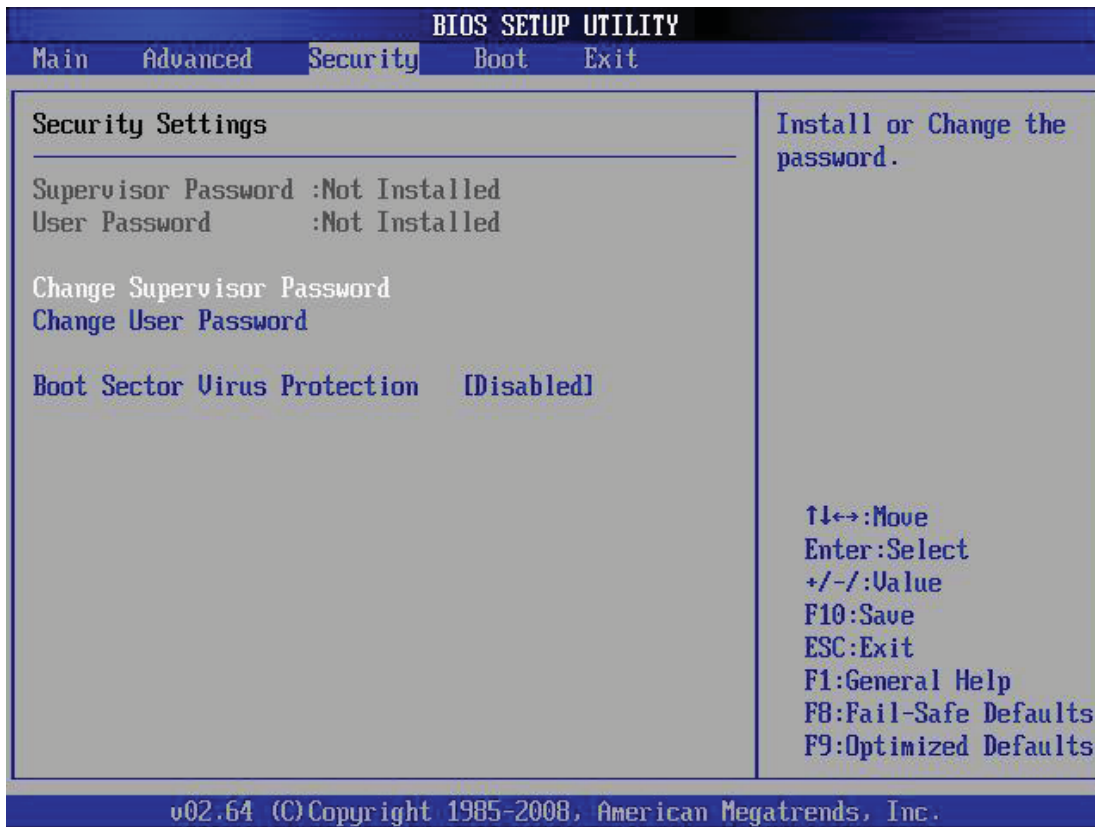 BIOS SETUP UTILITY
Main Advanced Security Boot Exit
Security Settings
Supervisor Password :Not Installed
User Password :Not Installed
Change Supervisor Password
Change User Password
Boot Sector Virus Protection [Disabled]
Install or Change the
password.
↑↓←→:Move
Enter:Select
+/-/:Value
F10:Save
ESC:Exit
F1:General Help
F8:Fail-Safe Defaults
F9:Optimized Defaults
v02.64 (C)Copyright 1985-2008, American Megatrends, Inc.